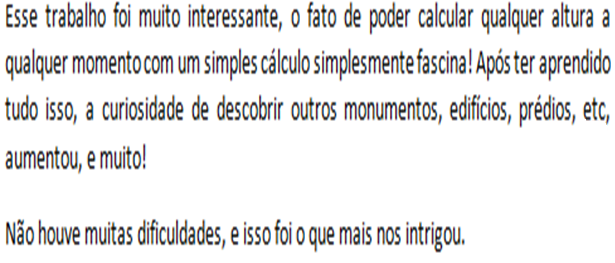 Esse trabalho foi muito interessante, o fato de poder calcular qualquer altura a
qualquer momento com um simples cálculo simplesmente fascina! Após ter aprendido
tudo isso, a curiosidade de descobrir outros monumentos, edifícios, prédios, etc,
aumentou, e muito!
Não houve muitas dificuldades, e isso foi o que mais nos intrigou.